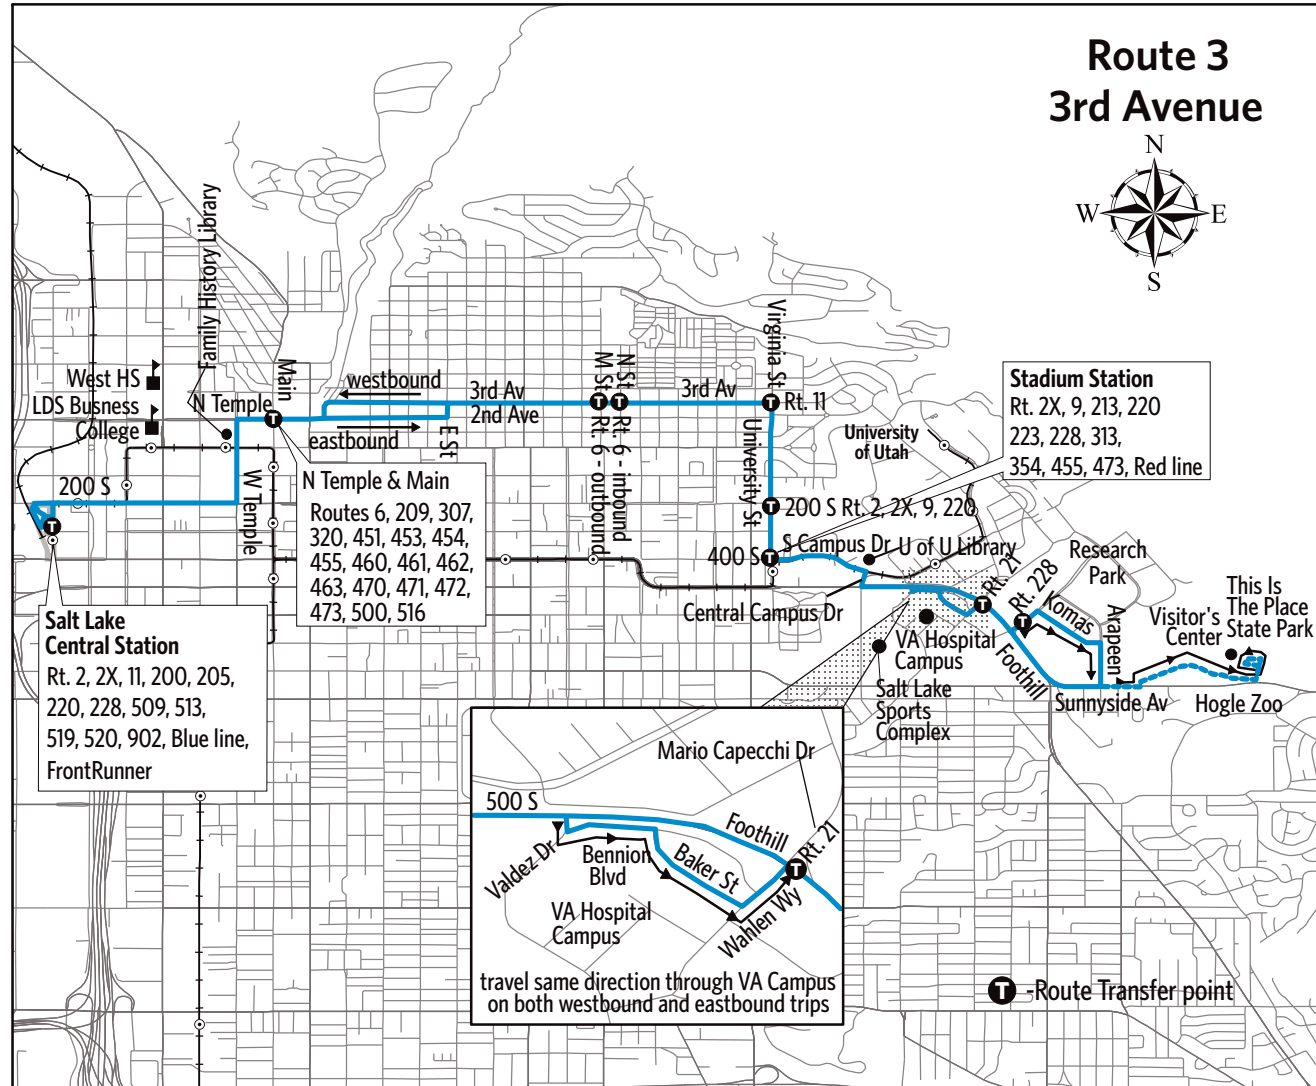 Route 3
3rd Avenue
N
W
E
S
Family History Library
West HS
LDS Busness
College
N Temple
Main
westbound
eastbound
3rd Av
2nd Ave
E St
M St
Rt. 6 - outbound
N St
Rt. 6 - inbound
3rd Av
Virginia St
Rt. 11
University St
200 S
W Temple
N Temple & Main
Routes 6, 209, 307,
320, 451, 453, 454,
455, 460, 461, 462,
463, 470, 471, 472,
473, 500, 516
Stadium Station
Rt. 2X, 9, 213, 220
223, 228, 313,
354, 455, 473, Red line
University
of Utah
200 S Rt. 2, 2X, 9, 220
400 S
S Campus Dr
U of U Library
Central Campus Dr
Rt. 21
Rt. 228
Research
Park
Komas
Arapeen
Foothill
VA Hospital
Campus
Salt Lake
Sports
Complex
Visitor's
Center
This Is
The Place
State Park
Sunnyside Av
Hogle Zoo
Salt Lake
Central Station
Rt. 2, 2X, 11, 200, 205,
220, 228, 509, 513,
519, 520, 902, Blue line,
FrontRunner
Mario Capecchi Dr
500 S
Foothill
Rt. 21
T
Valdez Dr
Bennion
Blvd
Baker St
Wahlen Wy
VA Hospital
Campus
travel same direction through VA Campus
on both westbound and eastbound trips
T -Route Transfer point